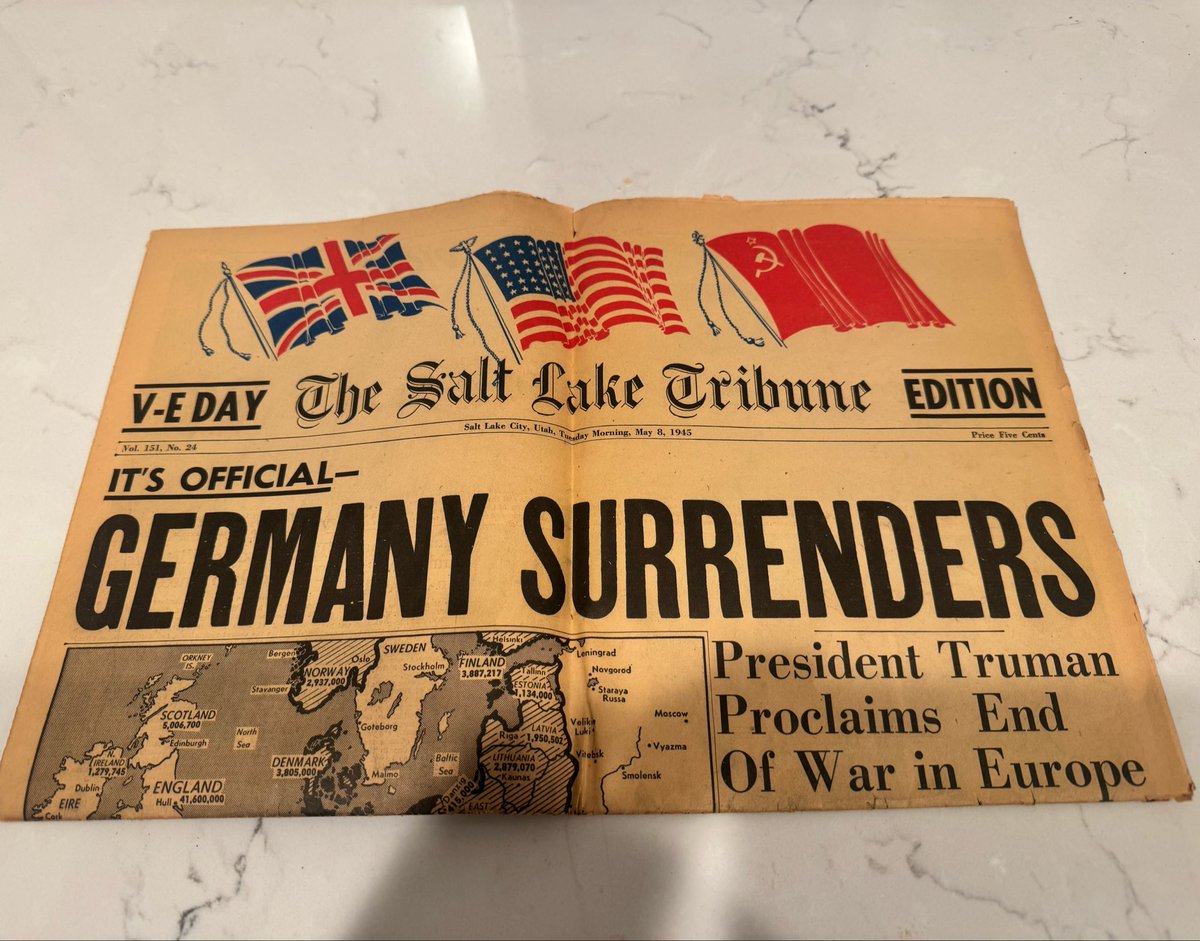 V-E DAY
The Salt Lake Tribune
EDITION
Vol. 151, No. 24
Salt Lake City, Utah, Tuesday Morning, May 8, 1945
Price Five Cents
IT'S OFFICIAL—
GERMANY SURRENDERS
President Truman
Proclaims End
Of War in Europe
ORKNEY
IS.
SCOTLAND
5,006,700
Edinburgh
North
Sea
IRELAND
1,279,745
Dublin
EIRE
Cork
ENGLAND
Hull 41,600,000
Bergen
Oslo
NORWAY
2,937,000
Stavanger
DENMARK
3,805,000
SWEDEN
Stockholm
Goteborg
Malmo
Baltic
Sea
FINLAND
3,887,217
Helsinki
Leningrad
Tallinn
ESTONIA
1,134,000
Novgorod
Staraya
Russa
LATVIA
Riga 1,950,502
Velikie
Luki
Moscow
LITHUANIA
2,879,070
Kaunas
Vitebsk
Vyazma
Smolensk
Danzig
EAST